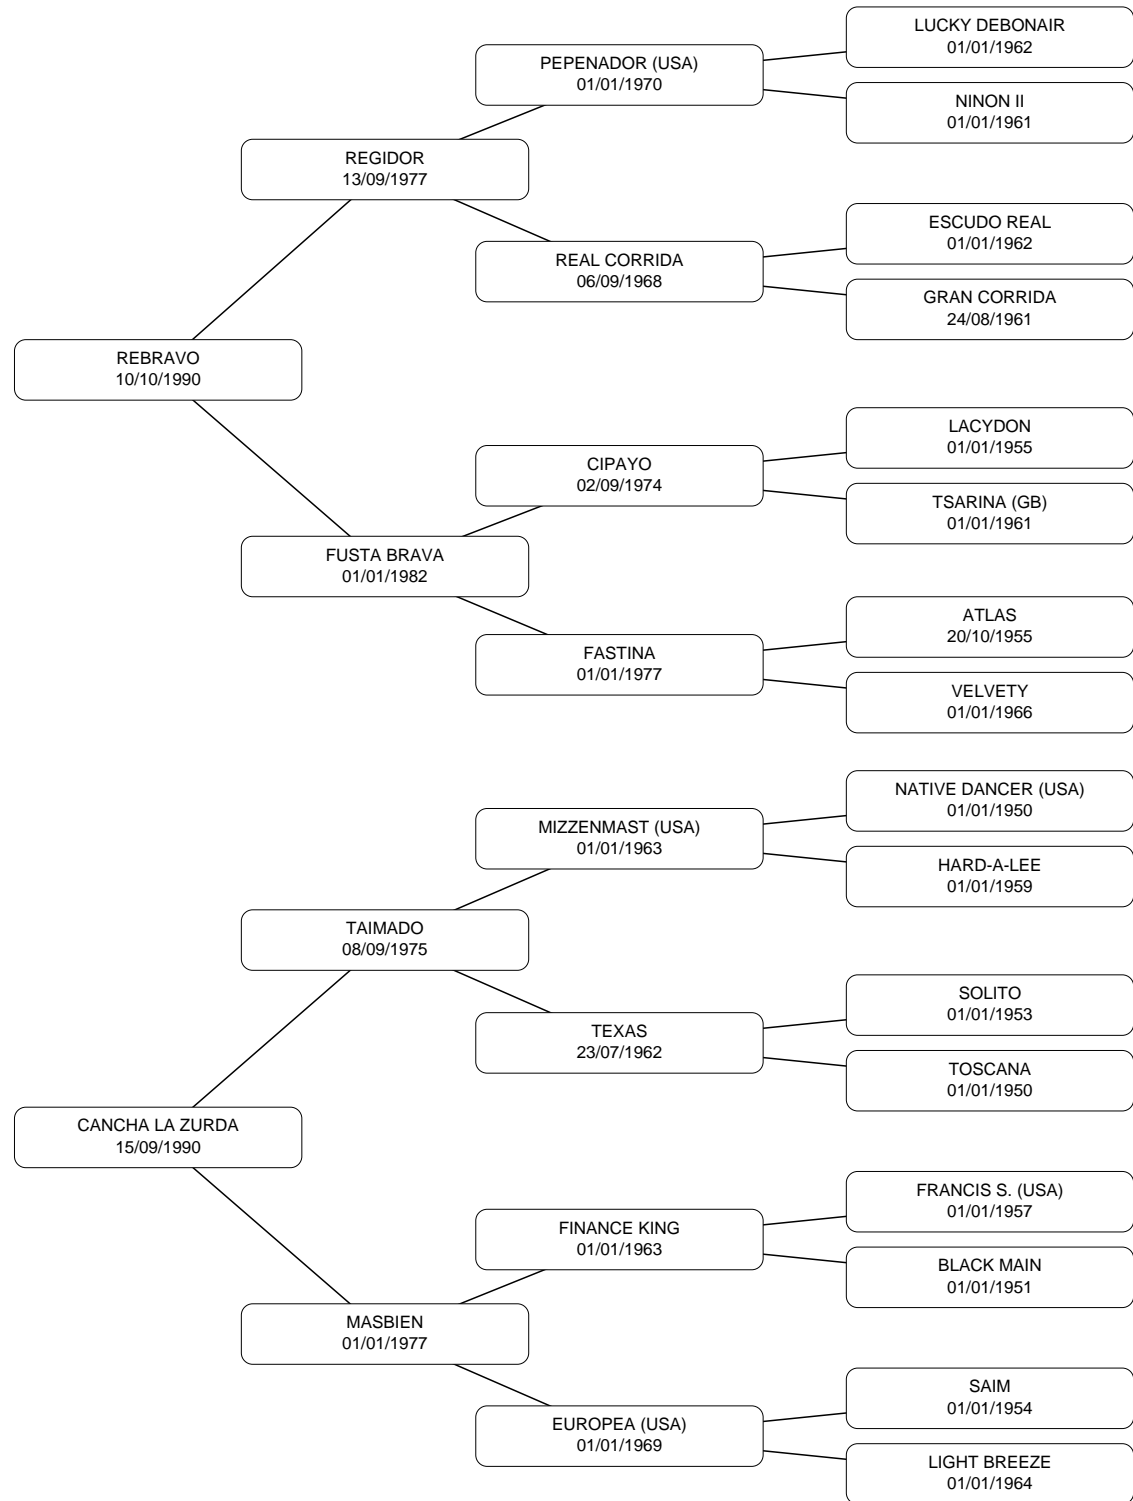 LUCKY DEBONAIR
01/01/1962
PEPENADOR (USA)
01/01/1970
NINON II
01/01/1961
REGIDOR
13/09/1977
ESCUDO REAL
01/01/1962
REAL CORRIDA
06/09/1968
GRAN CORRIDA
24/08/1961
REBRAVO
10/10/1990
LACYDON
01/01/1955
CIPAYO
02/09/1974
TSARINA (GB)
01/01/1961
FUSTA BRAVA
01/01/1982
ATLAS
20/10/1955
FASTINA
01/01/1977
VELVETY
01/01/1966
NATIVE DANCER (USA)
01/01/1950
MIZZENMAST (USA)
01/01/1963
HARD-A-LEE
01/01/1959
TAIMADO
08/09/1975
SOLITO
01/01/1953
TEXAS
23/07/1962
TOSCANA
01/01/1950
CANCHA LA ZURDA
15/09/1990
FRANCIS S. (USA)
01/01/1957
FINANCE KING
01/01/1963
BLACK MAIN
01/01/1951
MASBIEN
01/01/1977
SAIM
01/01/1954
EUROPEA (USA)
01/01/1969
LIGHT BREEZE
01/01/1964